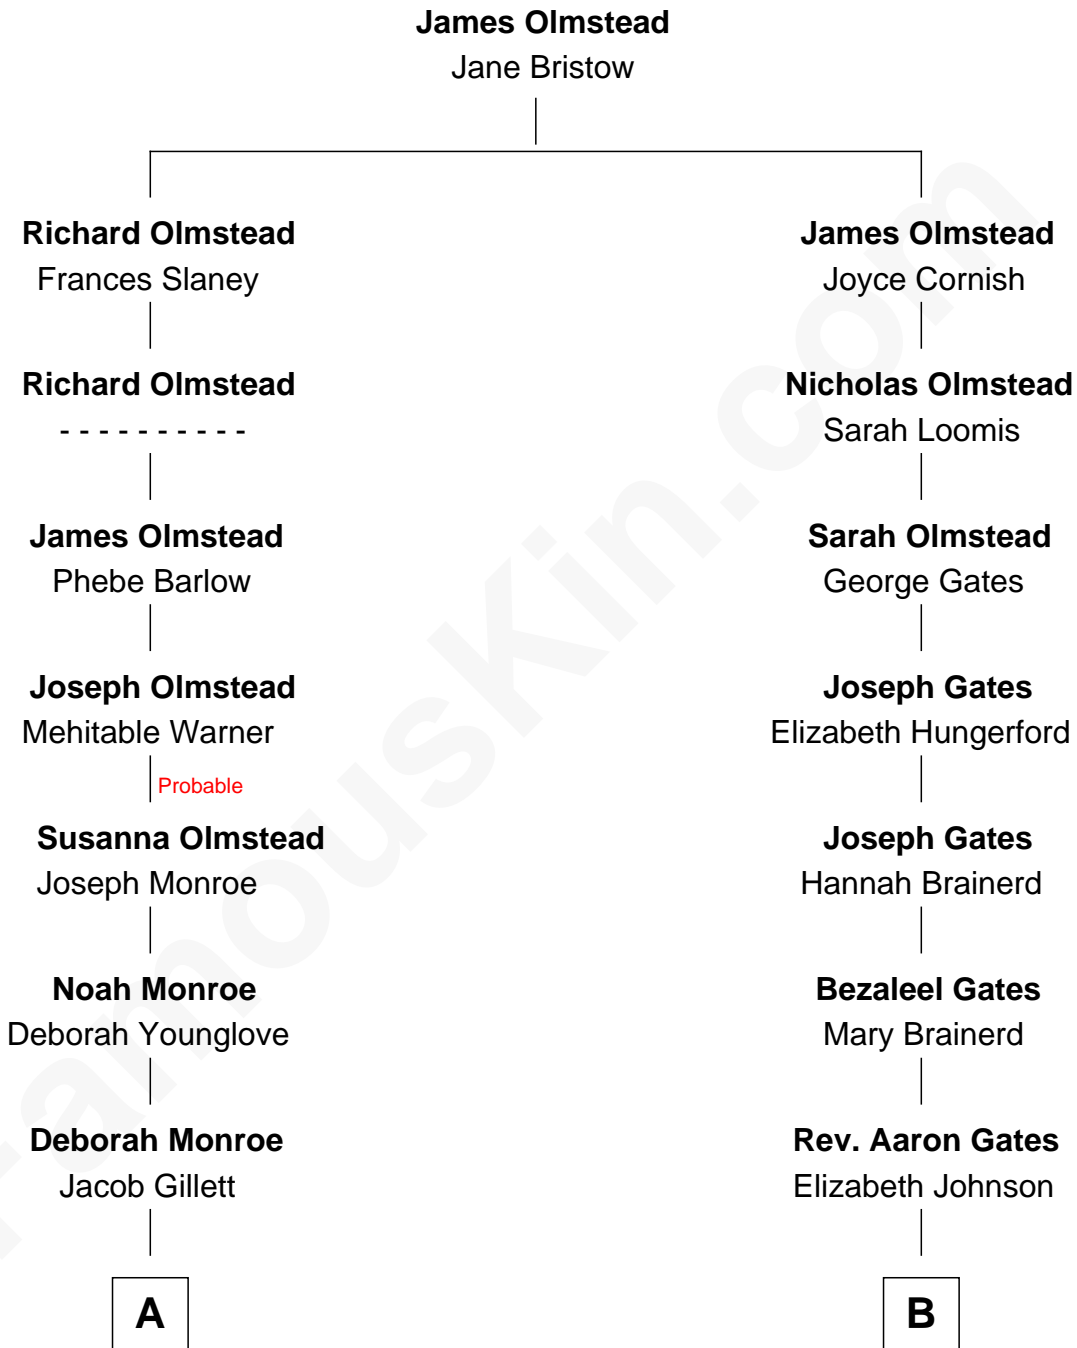 James Olmstead
Jane Bristow
Richard Olmstead
Frances Slaney
Richard Olmstead
- - - - - - - - - -
James Olmstead
Phebe Barlow
Joseph Olmstead
Mehitable Warner
Probable
Susanna Olmstead
Joseph Monroe
Noah Monroe
Deborah Younglove
Deborah Monroe
Jacob Gillett
A
James Olmstead
Joyce Cornish
Nicholas Olmstead
Sarah Loomis
Sarah Olmstead
George Gates
Joseph Gates
Elizabeth Hungerford
Joseph Gates
Hannah Brainerd
Bezaleel Gates
Mary Brainerd
Rev. Aaron Gates
Elizabeth Johnson
B
FamousKin.com